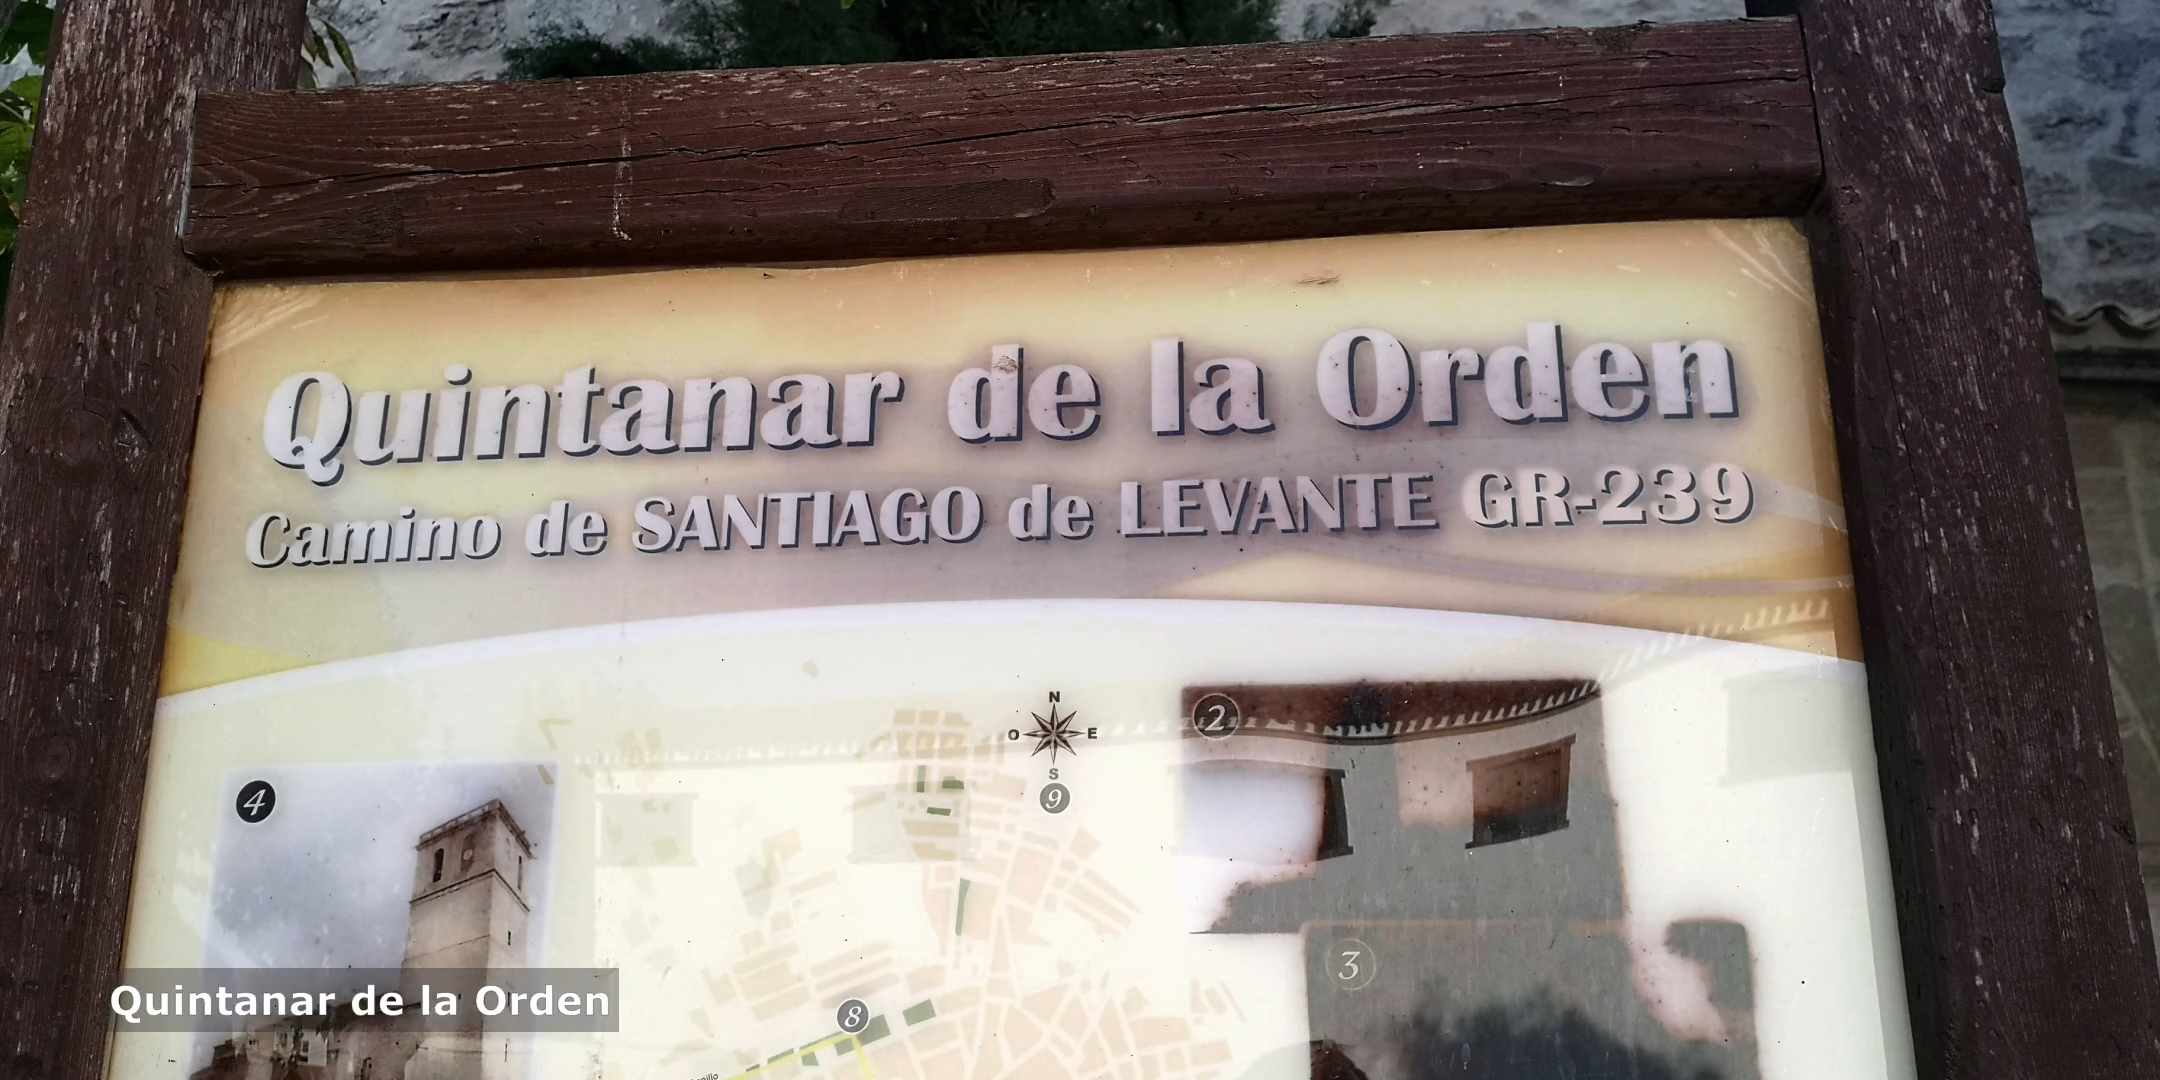 Quintanar de la Orden
Camino de SANTIAGO de LEVANTE GR-239
N
O E
S
2
4
9
3
8
Quintanar de la Orden